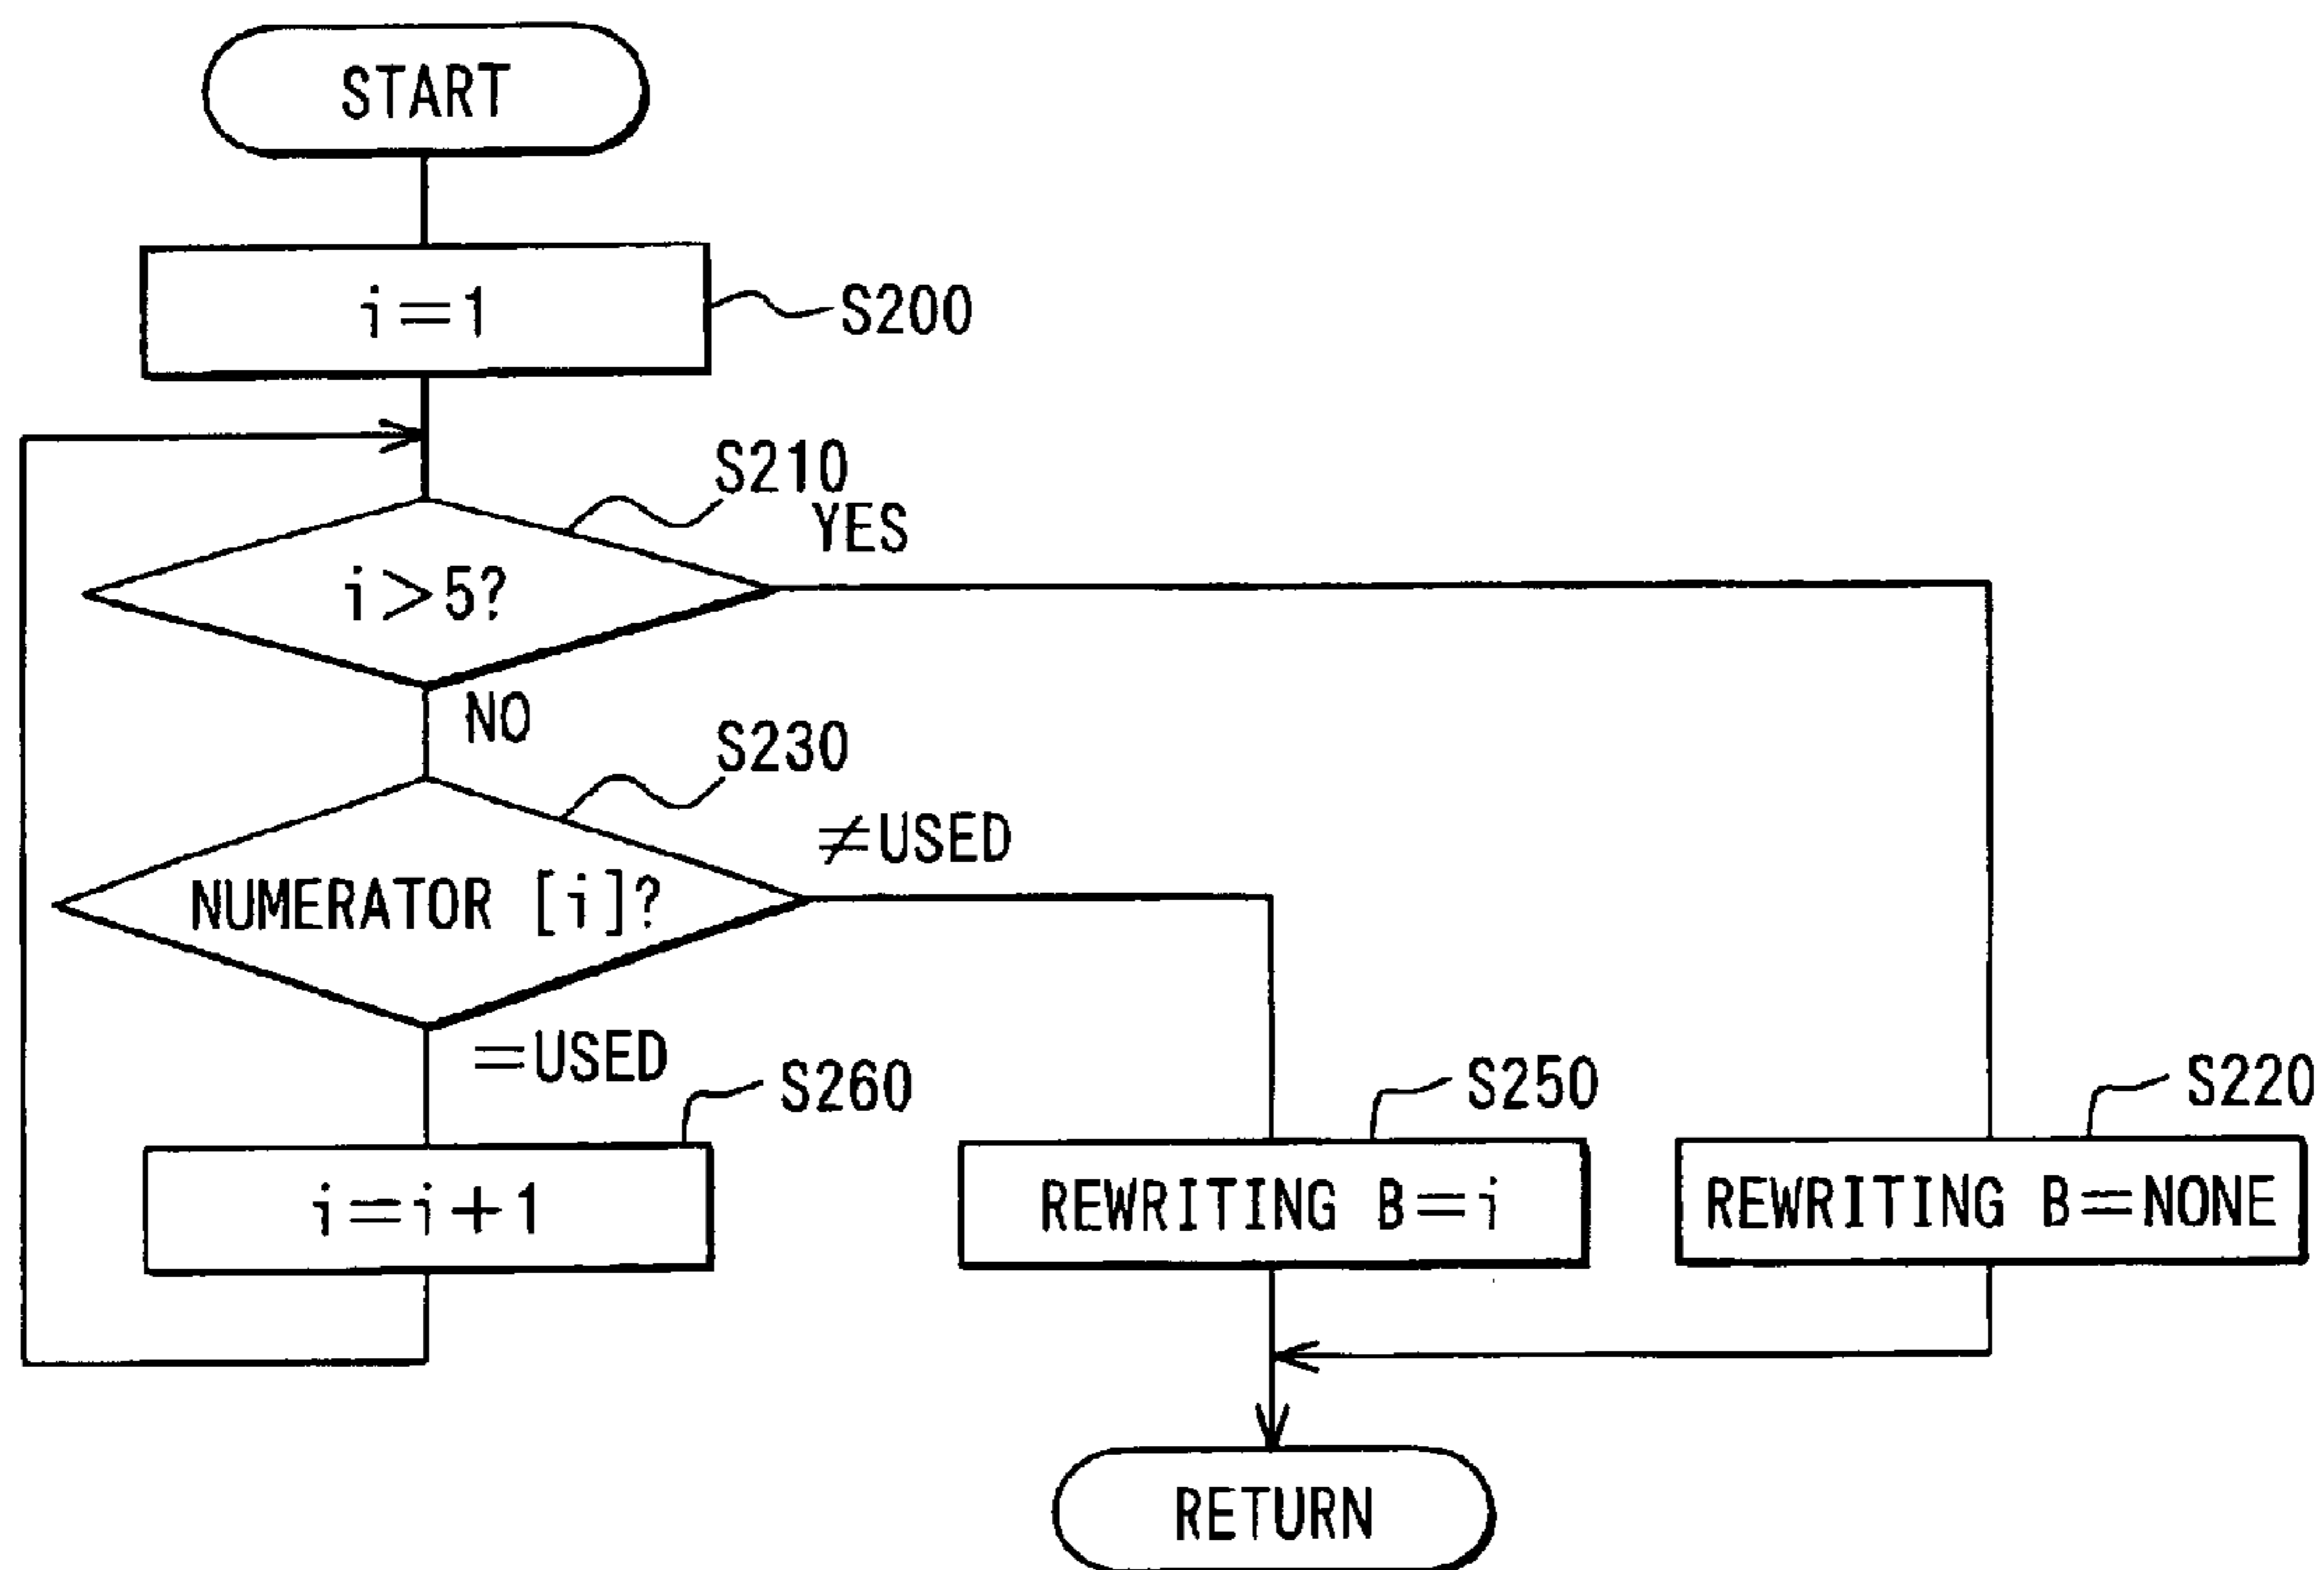 START
i=1
S200
S210
YES
i>5?
NO
S230
≠USED
NUMERATOR [i]?
=USED
S260
S250
S220
i=i+1
REWRITING B=i
REWRITING B=NONE
RETURN